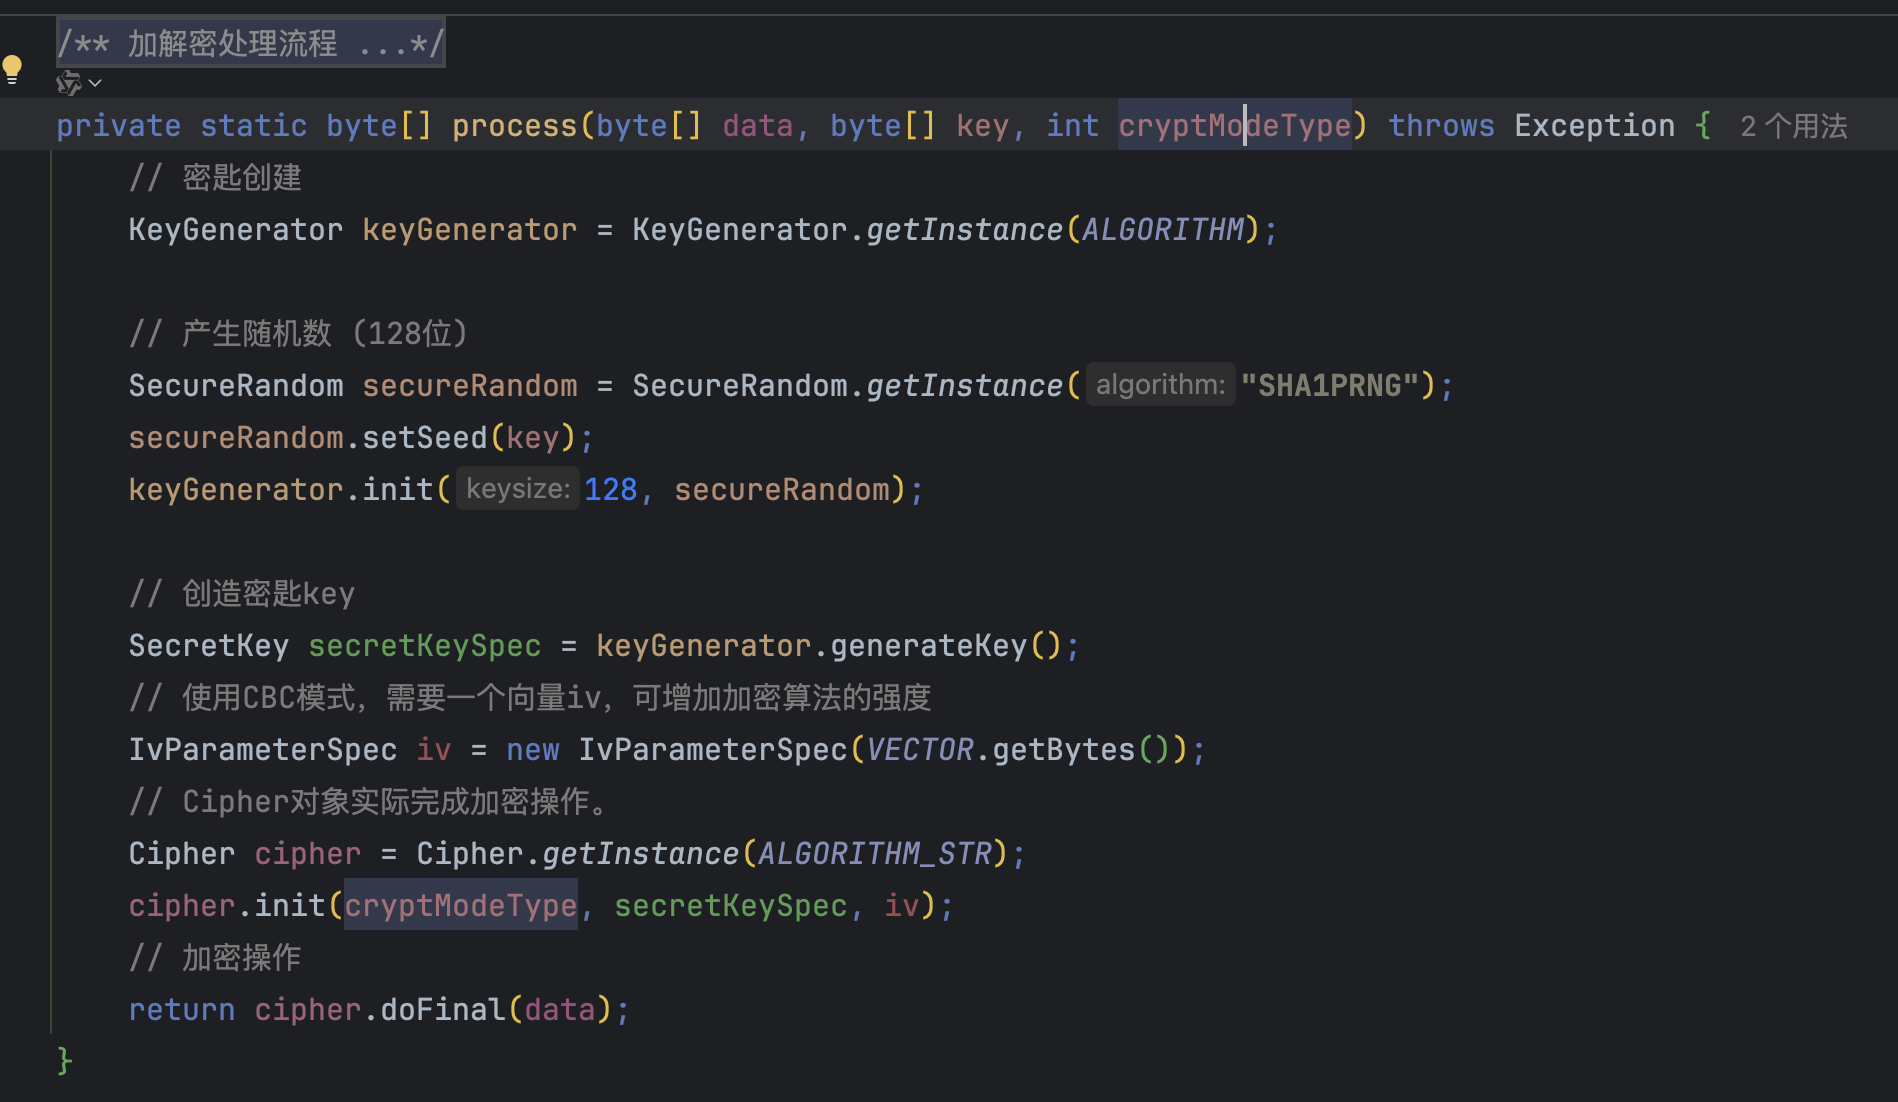 /** 加解密处理流程 ...*/
private static byte[] process(byte[] data, byte[] key, int cryptModeType) throws Exception { 2 个用法
// 密匙创建
KeyGenerator keyGenerator = KeyGenerator.getInstance(ALGORITHM);
// 产生随机数（128位）
SecureRandom secureRandom = SecureRandom.getInstance( algorithm: "SHA1PRNG");
secureRandom.setSeed(key);
keyGenerator.init( keysize: 128, secureRandom);
// 创造密匙key
SecretKey secretKeySpec = keyGenerator.generateKey();
// 使用CBC模式，需要一个向量iv，可增加加密算法的强度
IvParameterSpec iv = new IvParameterSpec(VECTOR.getBytes());
// Cipher对象实际完成加密操作。
Cipher cipher = Cipher.getInstance(ALGORITHM_STR);
cipher.init(cryptModeType, secretKeySpec, iv);
// 加密操作
return cipher.doFinal(data);
}